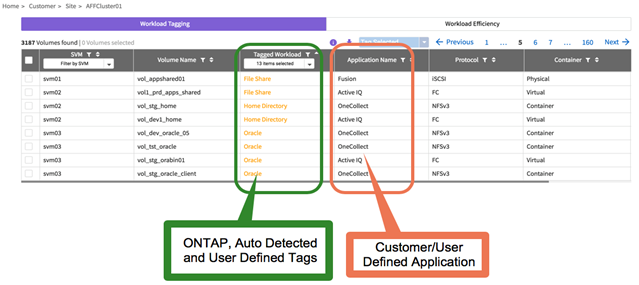 Home > Customer > Site > AFFCluster01
Workload Tagging Workload Efficiency
3187 Volumes found | 0 Volumes selected Tag Selected Previous 1 ... 5 6 7 ... 160 Next
SVM Volume Name Tagged Workload Application Name Protocol Container
Filter by SVM 13 items selected
svm01 vol_appshared01 File Share Fusion iSCSI Physical
svm02 vol1_prd_apps_shared File Share Active IQ FC Virtual
svm02 vol_stg_home Home Directory OneCollect NFSv3 Container
svm02 vol_dev1_home Home Directory Active IQ FC Virtual
svm03 vol_dev_oracle_05 Oracle OneCollect NFSv3 Container
svm03 vol_tst_oracle Oracle OneCollect NFSv3 Container
svm03 vol_stg_orabin01 Oracle Active IQ FC Virtual
svm03 vol_stg_oracle_client Oracle OneCollect NFSv3 Container
ONTAP, Auto Detected
and User Defined Tags
Customer/User
Defined Application